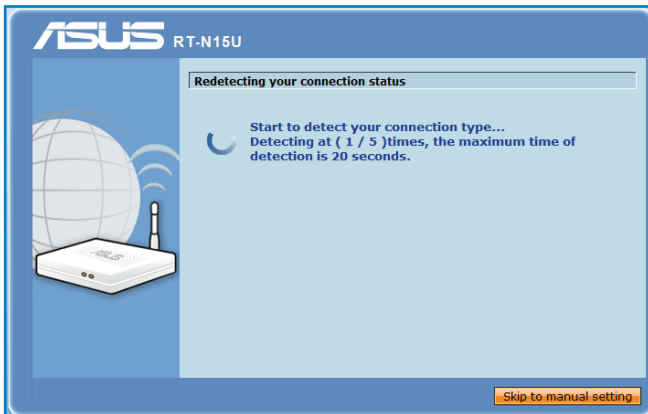 ASUS RT-N15U
Redetecting your connection status
Start to detect your connection type...
Detecting at ( 1 / 5 )times, the maximum time of
detection is 20 seconds.
ASUS
Skip to manual setting